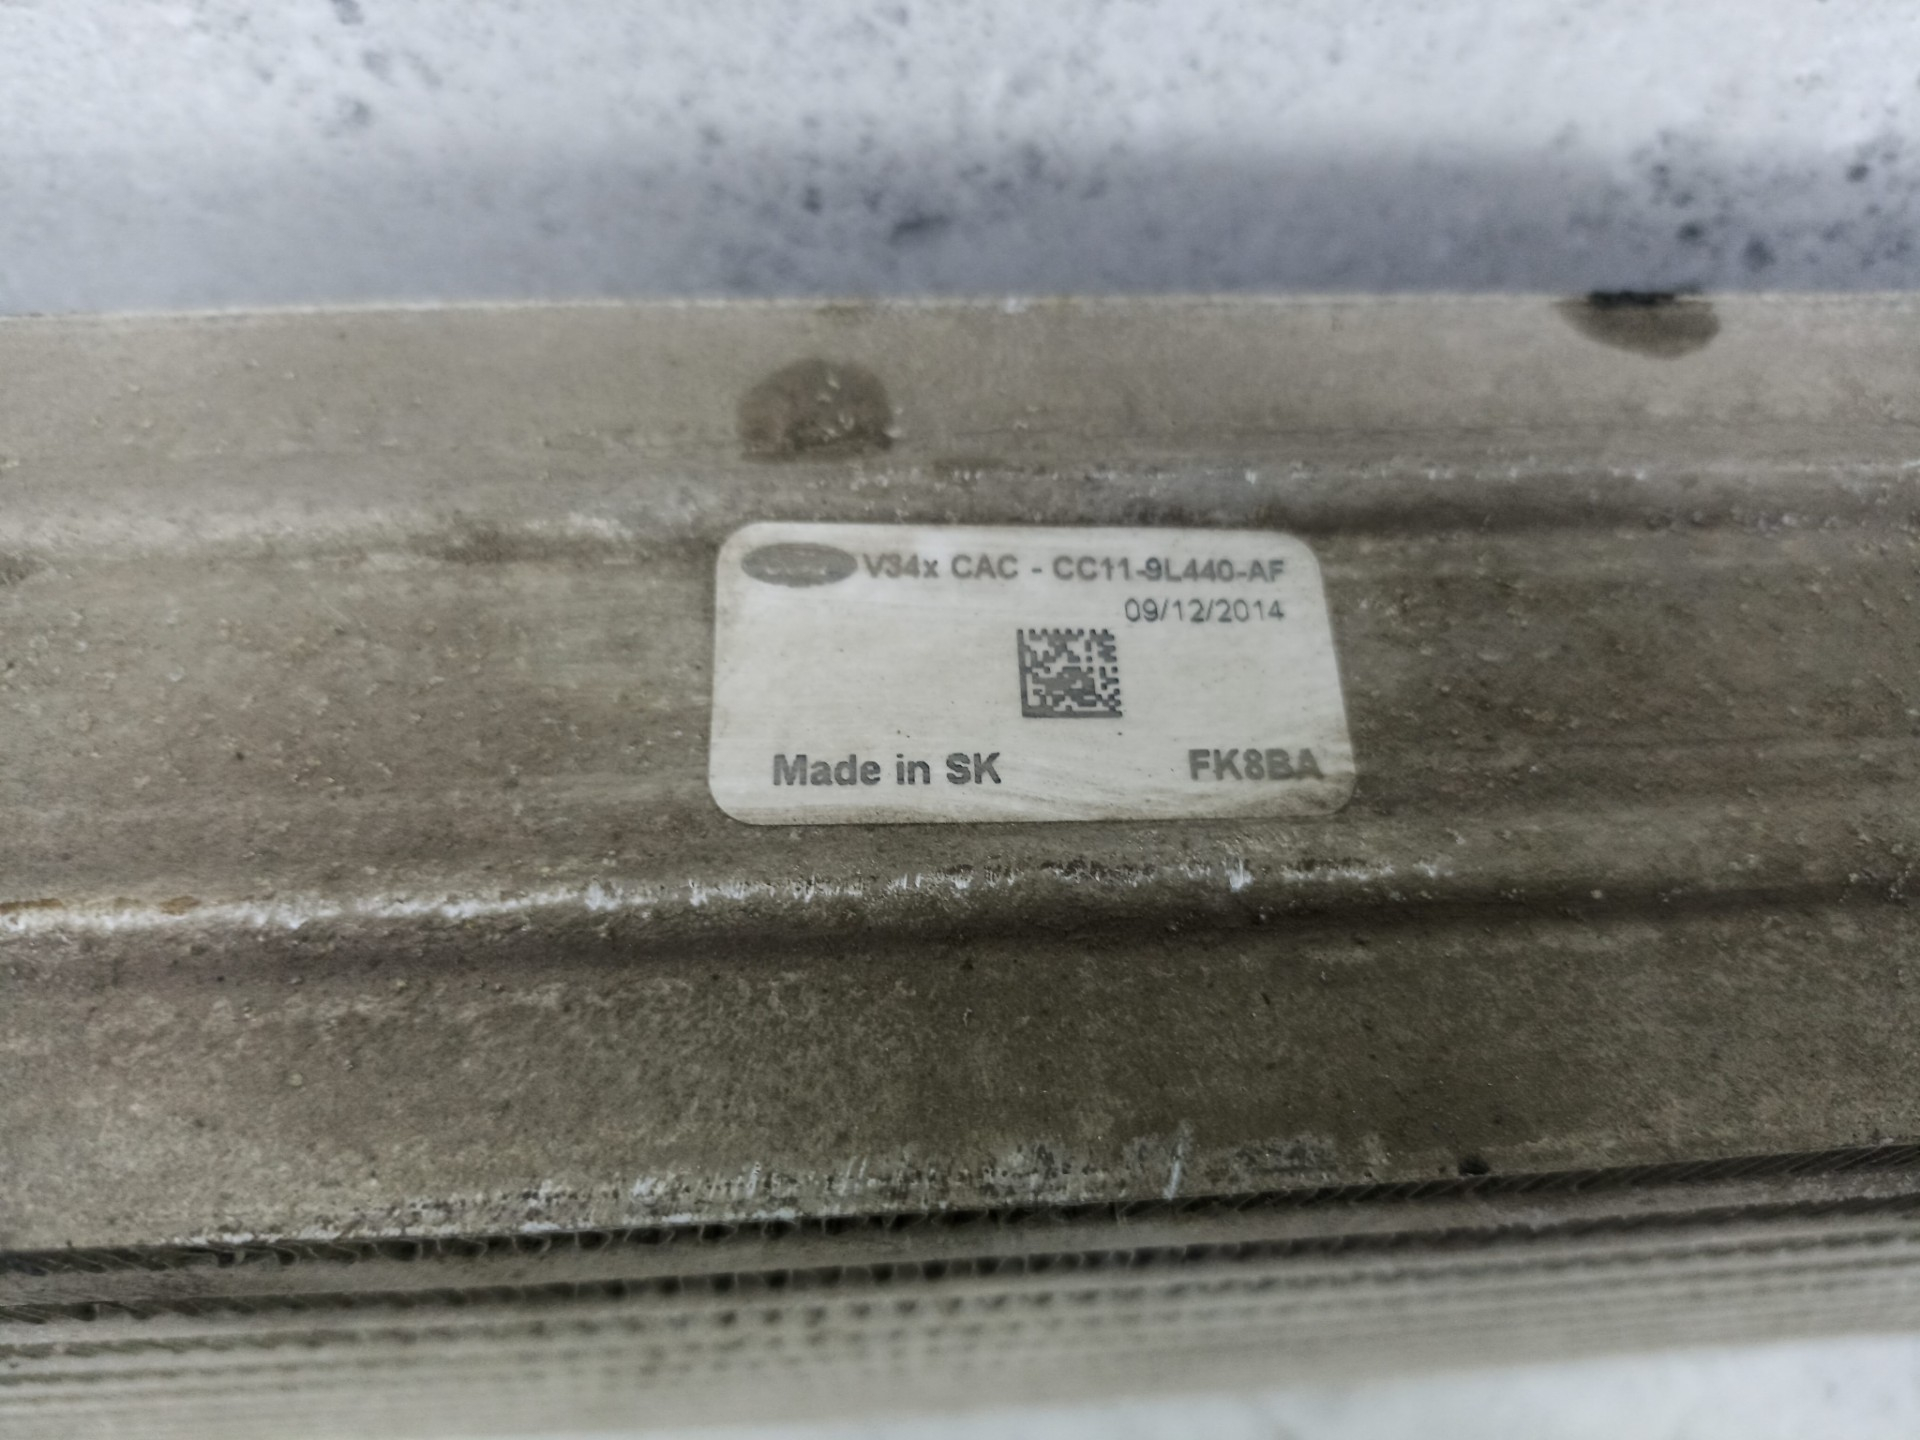 V34x CAC - CC11-9L440-AF
09/12/2014
Made in SK
FK8BA